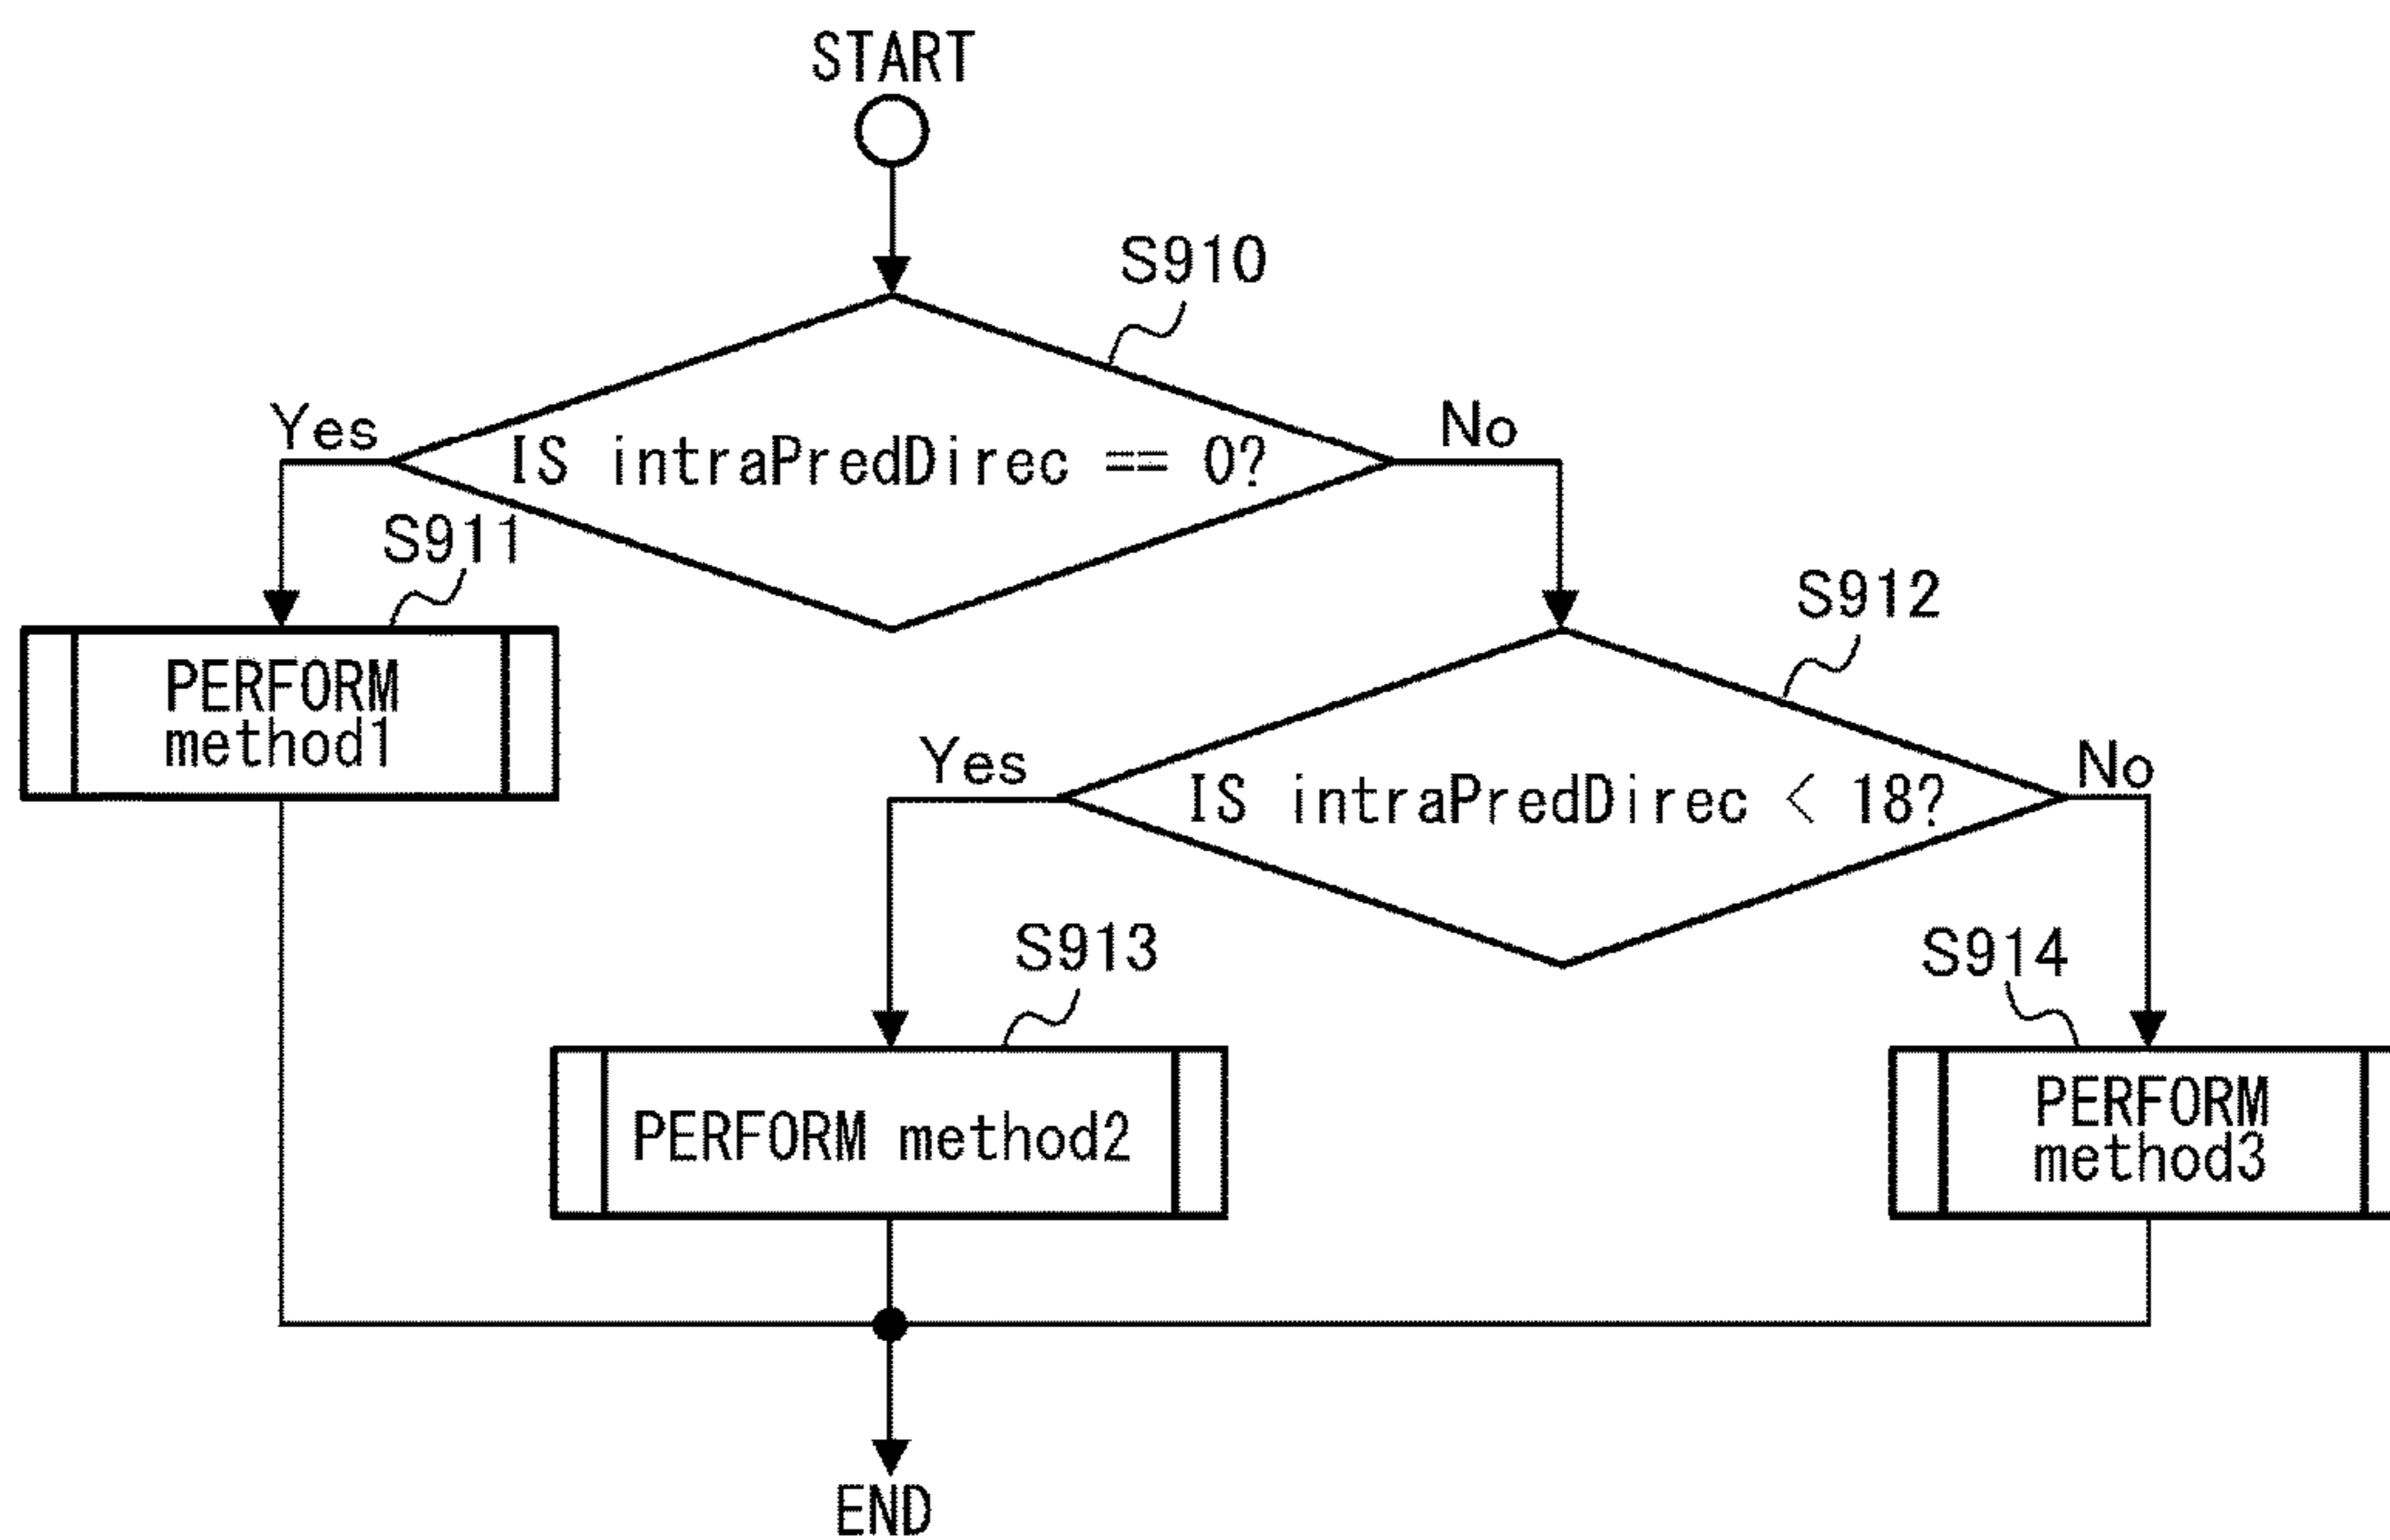 START
S910
IS intraPredDirec == 0?
Yes
No
S911
S912
PERFORM
method1
IS intraPredDirec < 18?
Yes
No
S913
S914
PERFORM method2
PERFORM
method3
END